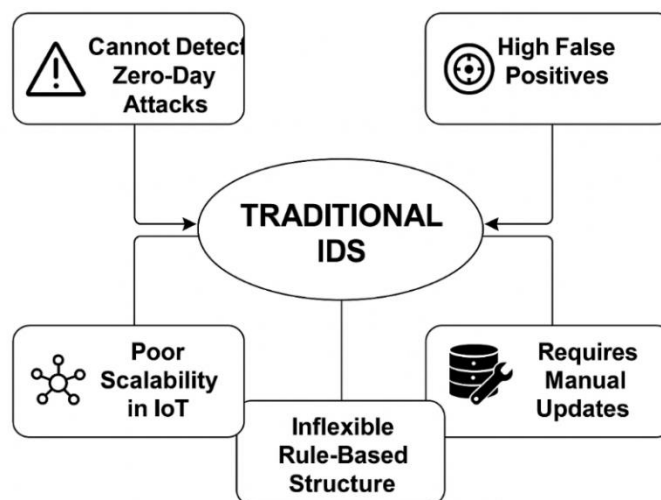 Cannot Detect
Zero-Day
Attacks
High False
Positives
TRADITIONAL
IDS
Poor
Scalability
in IoT
Requires
Manual
Updates
Inflexible
Rule-Based
Structure